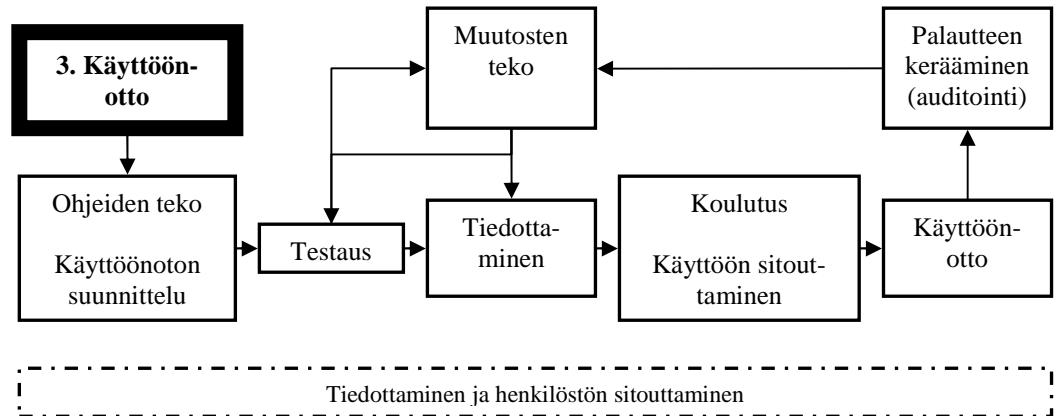 3. Käyttöön-
otto
Muutosten
teko
Palautteen
kerääminen
(auditointi)
Ohjeiden teko
Käyttöönoton
suunnittelu
Testaus
Tiedotta-
minen
Koulutus
Käyttöön sitout-
taminen
Käyttöön-
otto
Tiedottaminen ja henkilöstön sitouttaminen